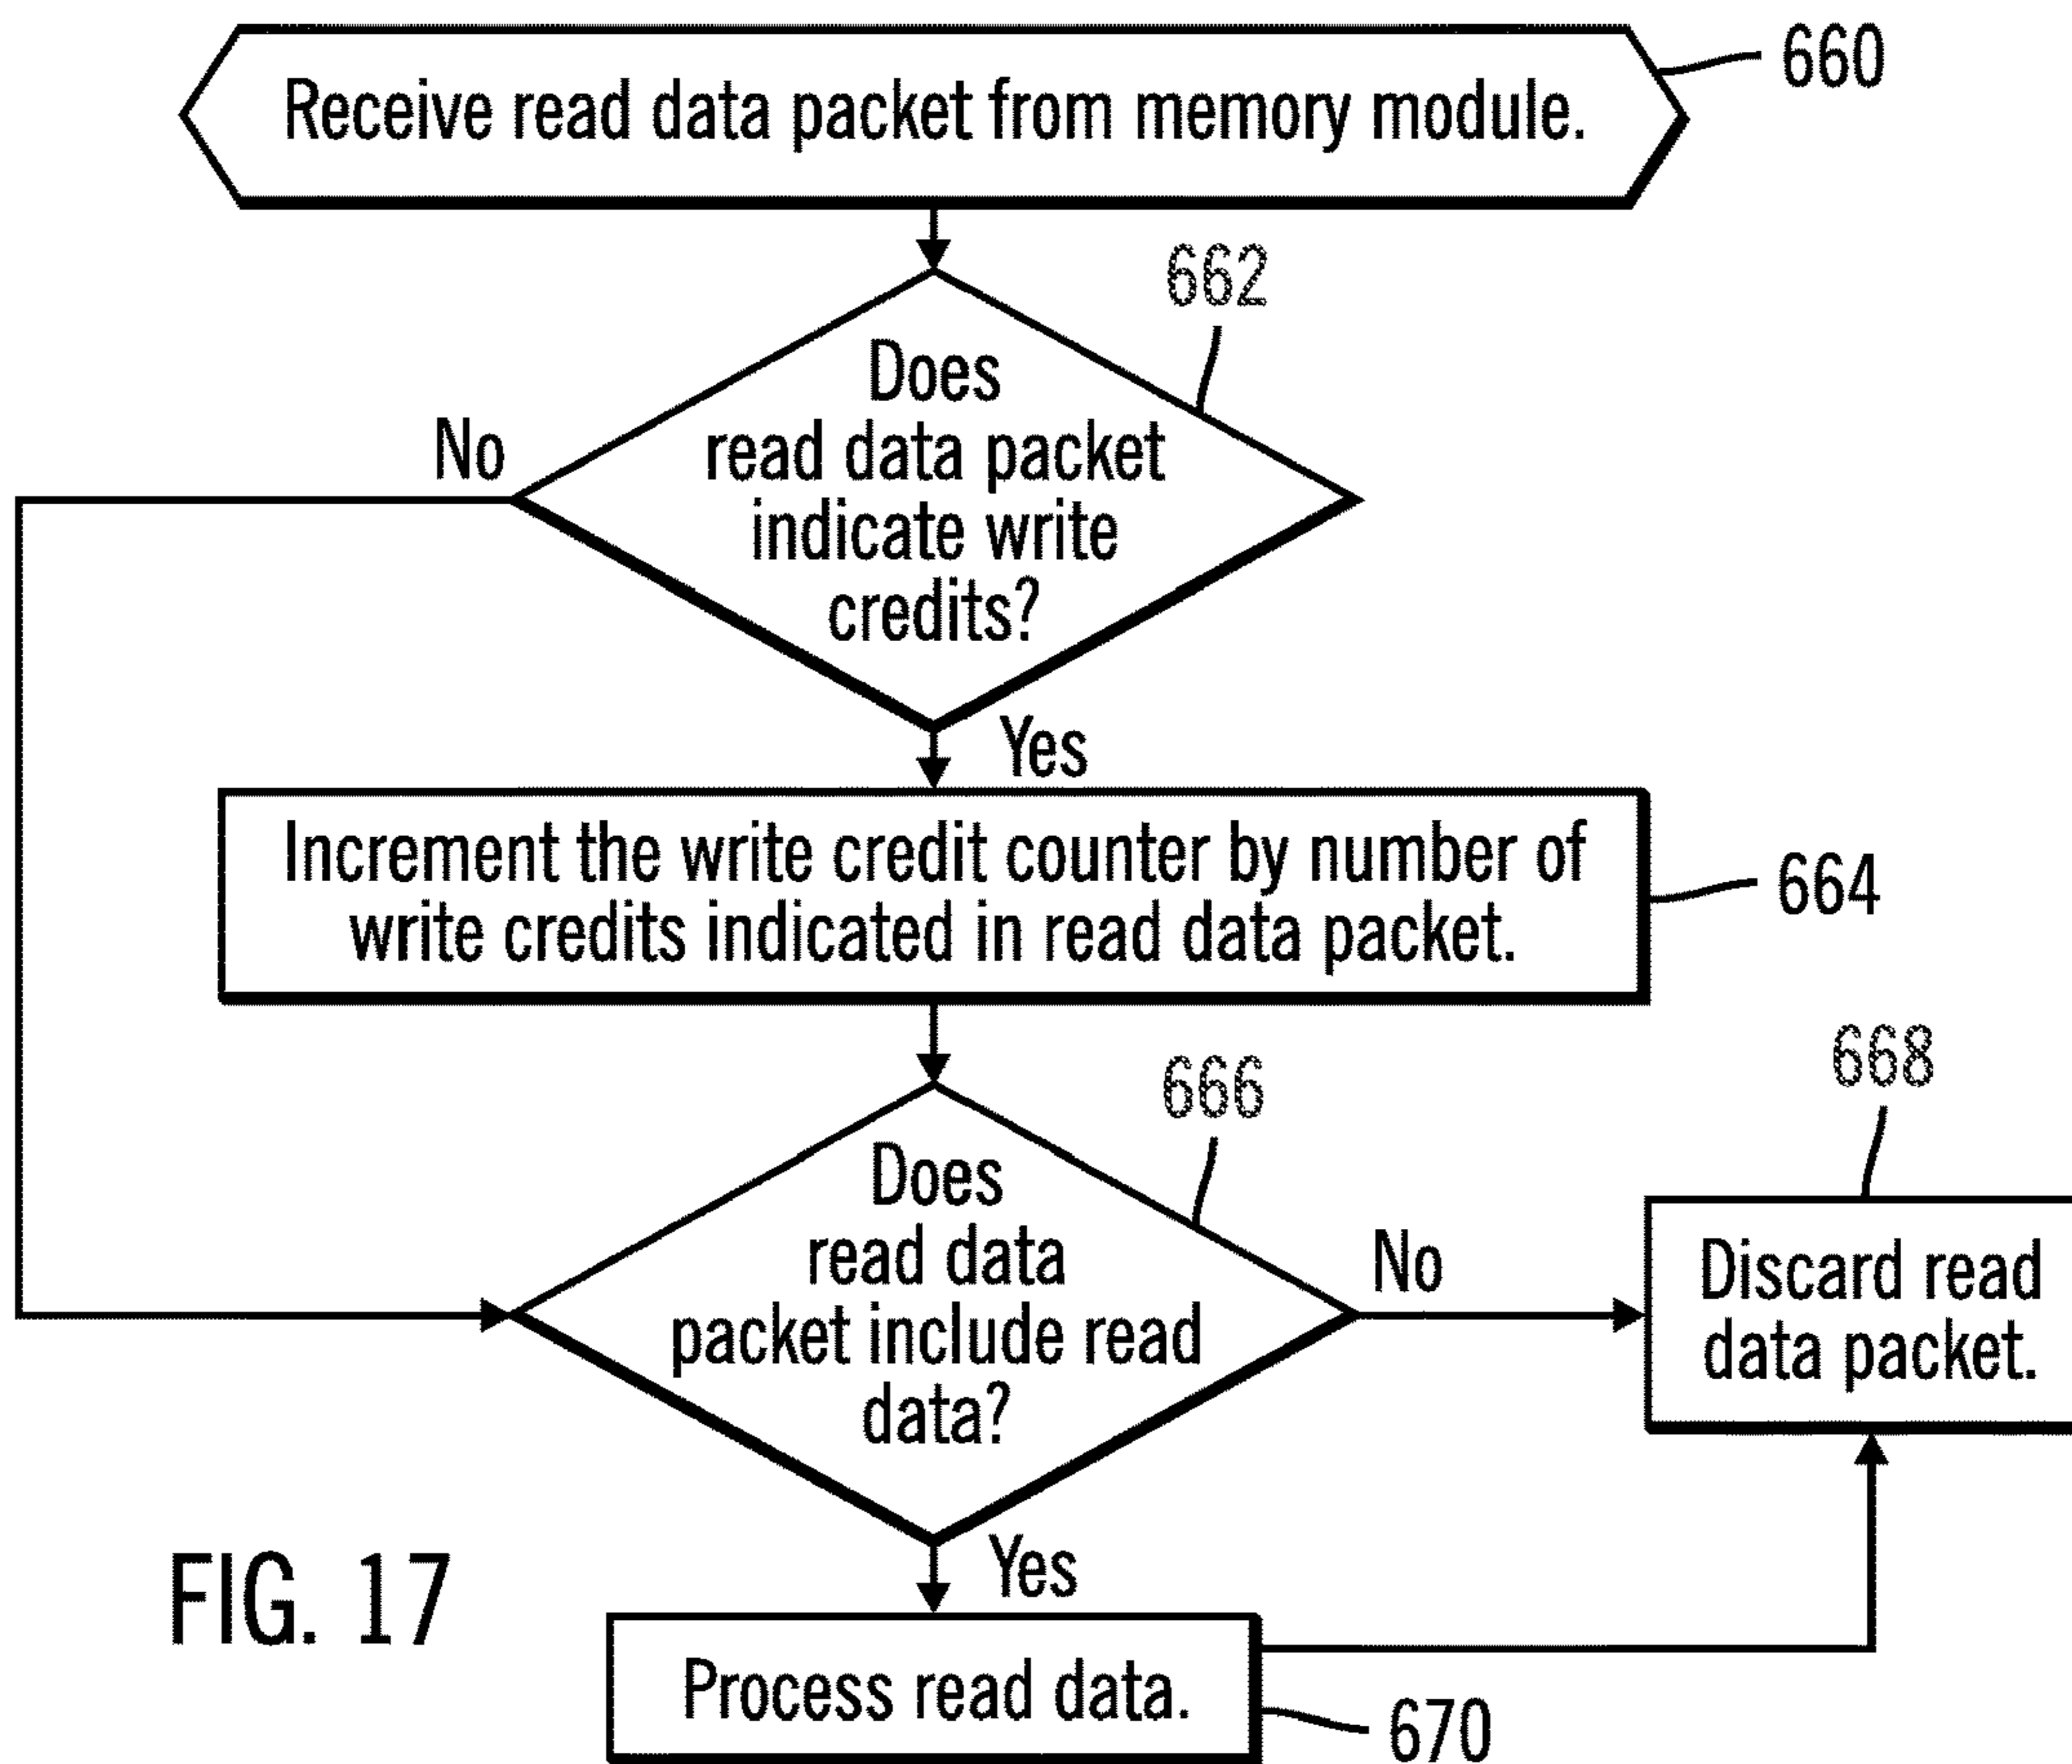 Receive read data packet from memory module.
660
662
Does
read data packet
indicate write
credits?
No
Yes
Increment the write credit counter by number of
write credits indicated in read data packet.
664
666
668
Does
read data
packet include read
data?
No
Discard read
data packet.
Yes
FIG. 17
Process read data.
670